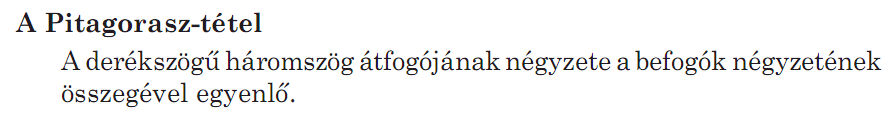 A Pitagorasz-tétel
A derékszögű háromszög átfogójának négyzete a befogók négyzetének
összegével egyenlő.